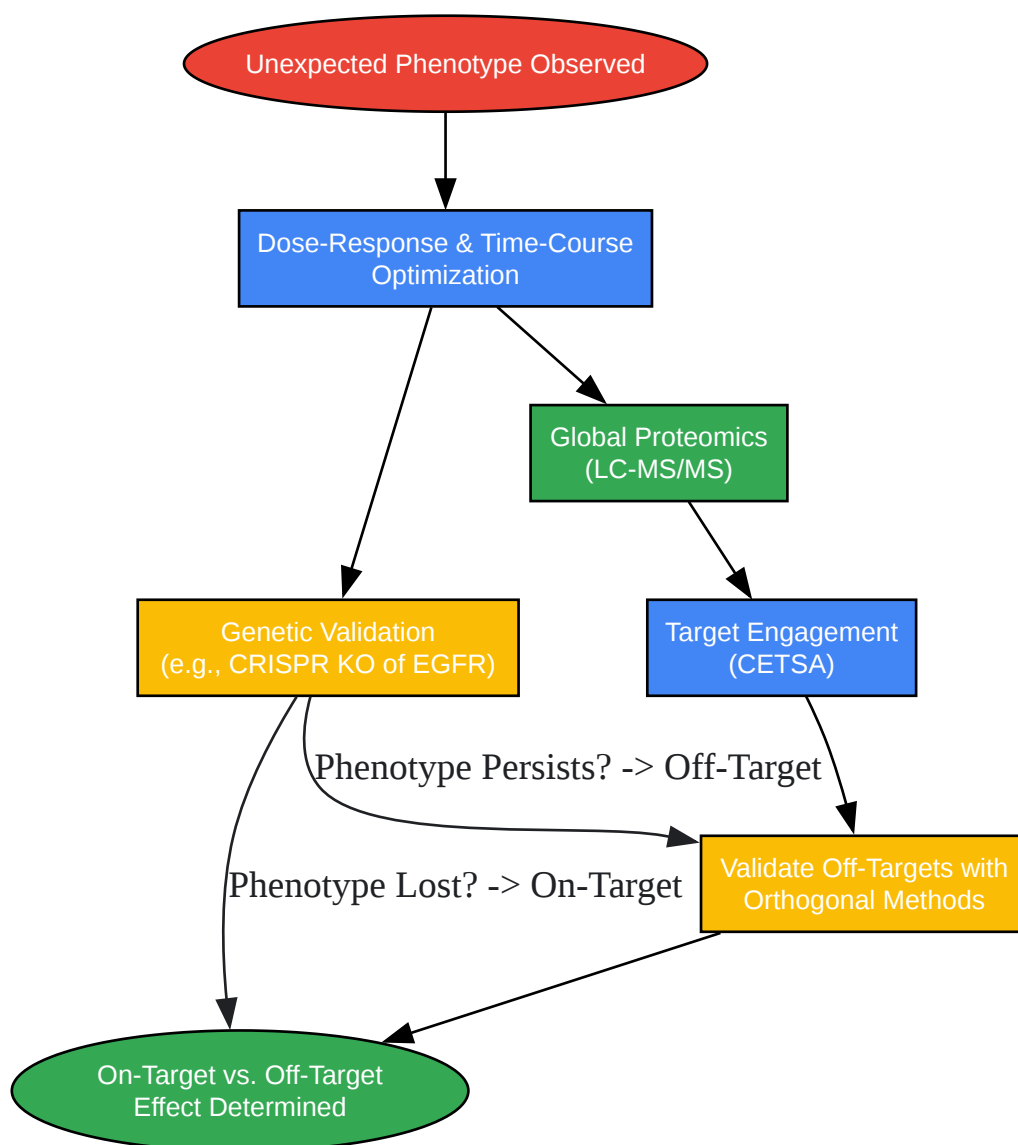 Unexpected Phenotype Observed
Dose-Response & Time-Course
Optimization
Global Proteomics
(LC-MS/MS)
Genetic Validation
(e.g., CRISPR KO of EGFR)
Target Engagement
(CETSA)
Phenotype Persists? -> Off-Target
Validate Off-Targets with
Orthogonal Methods
Phenotype Lost? -> On-Target
On-Target vs. Off-Target
Effect Determined